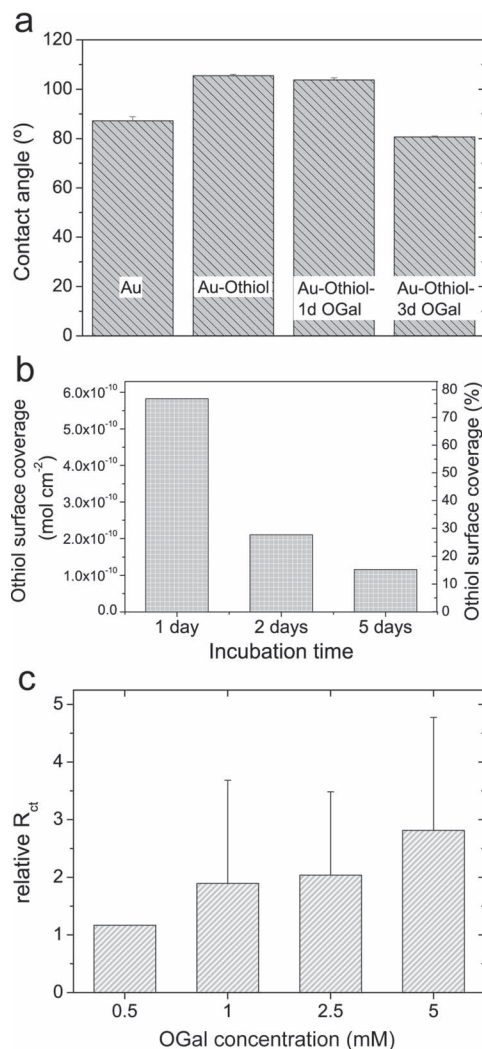 a
Contact angle (º)
120
100
80
60
40
20
0
Au
Au-Othiol
Au-Othiol-
1d OGal
Au-Othiol-
3d OGal
b
Othiol surface coverage
(mol cm⁻²)
6.0x10⁻¹⁰
5.0x10⁻¹⁰
4.0x10⁻¹⁰
3.0x10⁻¹⁰
2.0x10⁻¹⁰
1.0x10⁻¹⁰
0.0
80
70
60
50
40
30
20
10
0
Othiol surface coverage (%)
1 day
2 days
5 days
Incubation time
c
relative Rct
5
4
3
2
1
0
0.5
1
2.5
5
OGal concentration (mM)